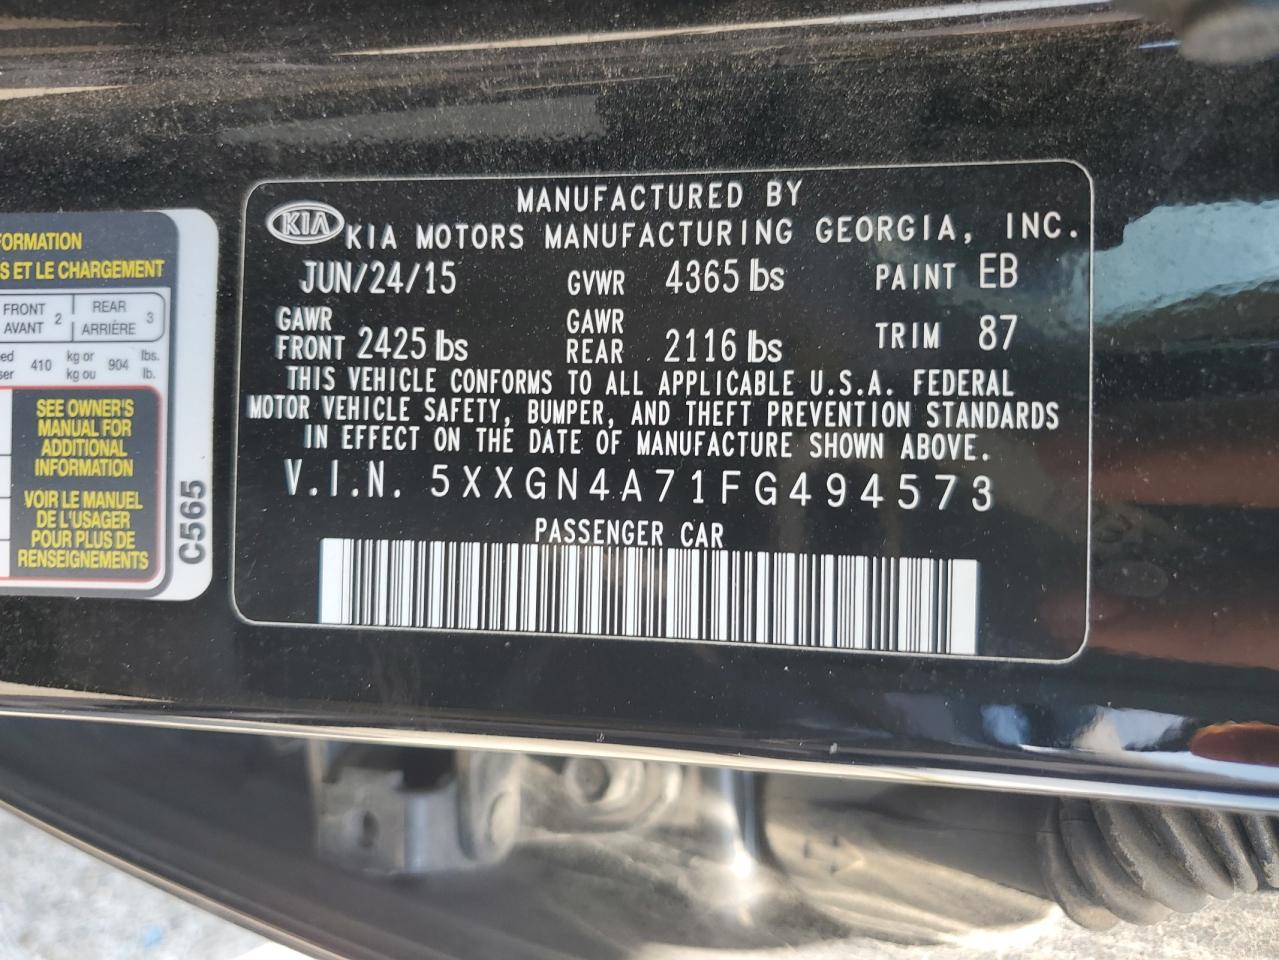 FORMATION
S ET LE CHARGEMENT
FRONT
AVANT 2
REAR
ARRIÈRE 3
410 kg or
kg ou 904 lbs.
lb.
SEE OWNER'S
MANUAL FOR
ADDITIONAL
INFORMATION
VOIR LE MANUEL
DE L'USAGER
POUR PLUS DE
RENSEIGNEMENTS
C565
MANUFACTURED BY
KIA KIA MOTORS MANUFACTURING GEORGIA, INC.
JUN/24/15 GVWR 4365 lbs PAINT EB
GAWR
FRONT 2425 lbs GAWR
REAR 2116 lbs TRIM 87
THIS VEHICLE CONFORMS TO ALL APPLICABLE U.S.A. FEDERAL
MOTOR VEHICLE SAFETY, BUMPER, AND THEFT PREVENTION STANDARDS
IN EFFECT ON THE DATE OF MANUFACTURE SHOWN ABOVE.
V.I.N. 5XXGN4A71FG494573
PASSENGER CAR